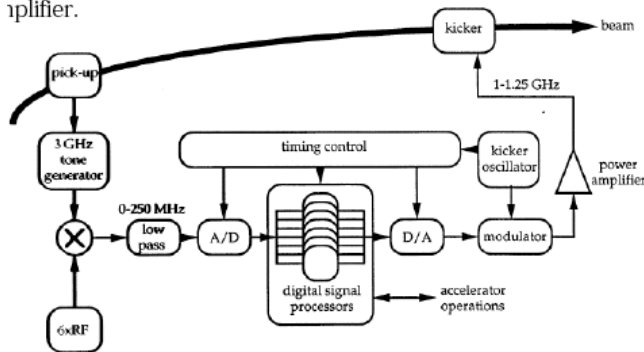 plifier.
kicker
beam
pick-up
1-1.25 GHz
3 GHz
tone
generator
timing control
kicker
oscillator
power
amplifier
0-250 MHz
low
pass
A/D
D/A
modulator
digital signal
processors
accelerator
operations
6xRF